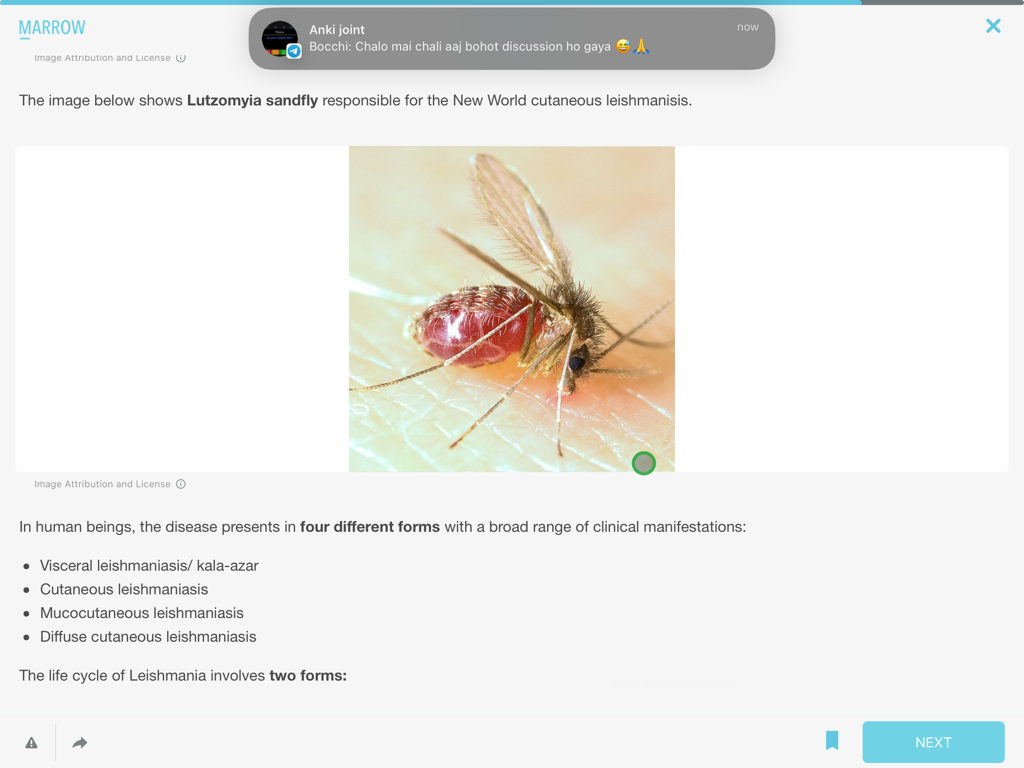 MARROW
Anki joint
now
Bocchi: Chalo mai chali aaj bohot discussion ho gaya 😅🙏
Image Attribution and License
The image below shows Lutzomyia sandfly responsible for the New World cutaneous leishmanisis.
Image Attribution and License
In human beings, the disease presents in four different forms with a broad range of clinical manifestations:
• Visceral leishmaniasis/ kala-azar
• Cutaneous leishmaniasis
• Mucocutaneous leishmaniasis
• Diffuse cutaneous leishmaniasis
The life cycle of Leishmania involves two forms:
NEXT